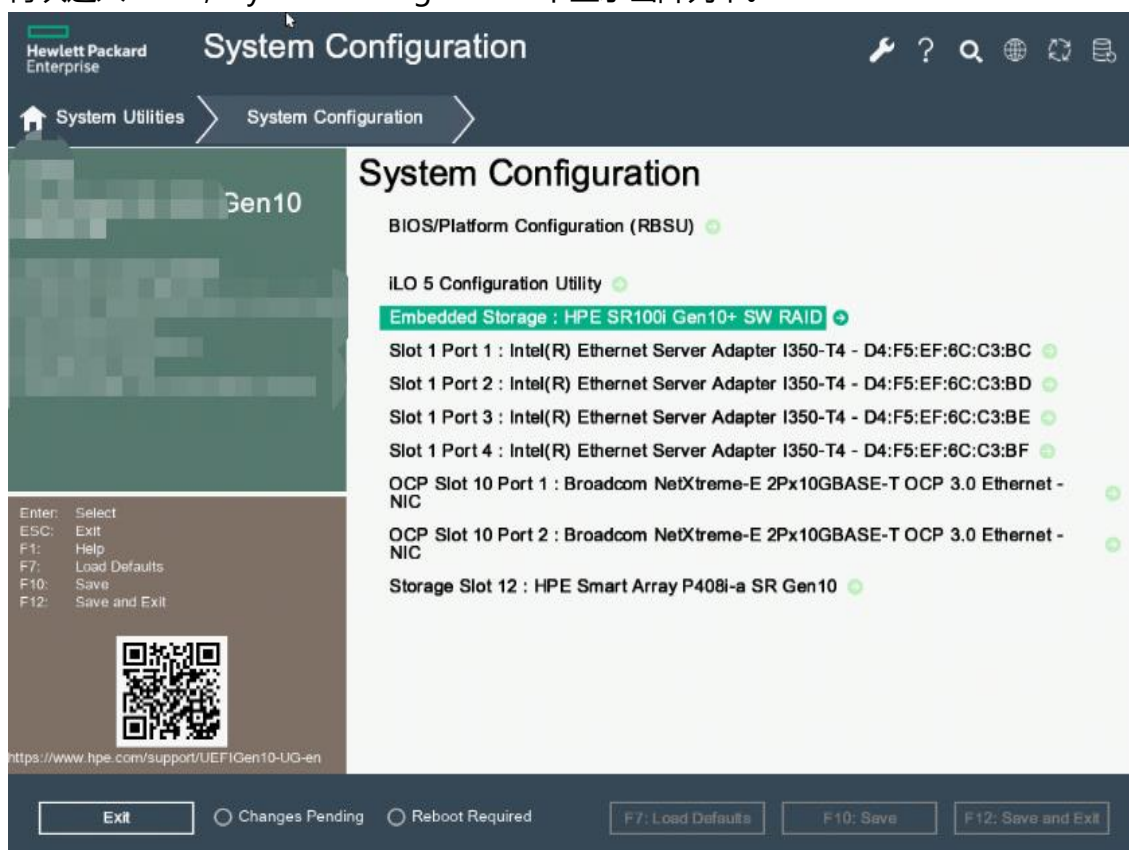 Hewlett Packard
Enterprise
System Configuration
System Utilities
System Configuration
Gen10
System Configuration
BIOS/Platform Configuration (RBSU)
iLO 5 Configuration Utility
Embedded Storage : HPE SR100i Gen10+ SW RAID
Slot 1 Port 1 : Intel(R) Ethernet Server Adapter I350-T4 - D4:F5:EF:6C:C3:BC
Slot 1 Port 2 : Intel(R) Ethernet Server Adapter I350-T4 - D4:F5:EF:6C:C3:BD
Slot 1 Port 3 : Intel(R) Ethernet Server Adapter I350-T4 - D4:F5:EF:6C:C3:BE
Slot 1 Port 4 : Intel(R) Ethernet Server Adapter I350-T4 - D4:F5:EF:6C:C3:BF
OCP Slot 10 Port 1 : Broadcom NetXtreme-E 2Px10GBASE-T OCP 3.0 Ethernet -
NIC
OCP Slot 10 Port 2 : Broadcom NetXtreme-E 2Px10GBASE-T OCP 3.0 Ethernet -
NIC
Storage Slot 12 : HPE Smart Array P408i-a SR Gen10
Enter: Select
ESC: Exit
F1: Help
F7: Load Defaults
F10: Save
F12: Save and Exit
https://www.hpe.com/support/UEFIGen10-UG-en
Exit
Changes Pending
Reboot Required
F7: Load Defaults
F10: Save
F12: Save and Exit